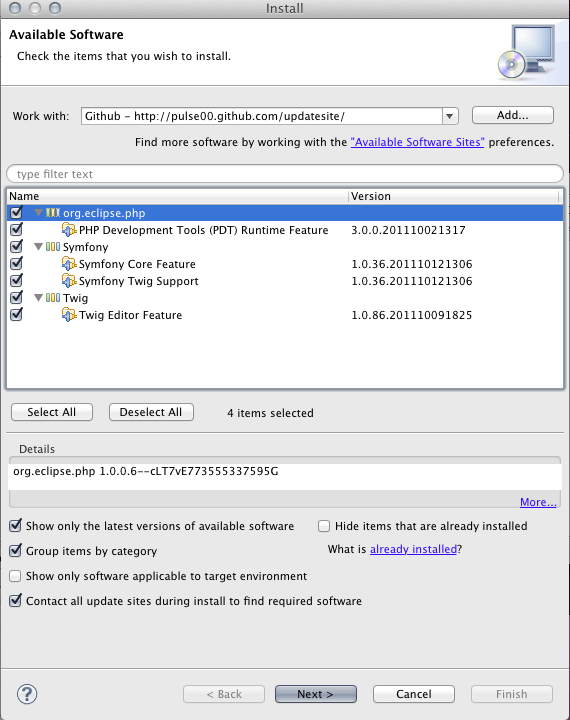 Install
Available Software
Check the items that you wish to install.
Work with: Github - http://pulse00.github.com/updatesite/ Add...
Find more software by working with the "Available Software Sites" preferences.
type filter text
Name Version
org.eclipse.php
PHP Development Tools (PDT) Runtime Feature 3.0.0.201110021317
Symfony
Symfony Core Feature 1.0.36.201110121306
Symfony Twig Support 1.0.36.201110121306
Twig
Twig Editor Feature 1.0.86.201110091825
Select All Deselect All 4 items selected
Details
org.eclipse.php 1.0.0.6--cLT7vE773555337595G
More...
Show only the latest versions of available software Hide items that are already installed
Group items by category What is already installed?
Show only software applicable to target environment
Contact all update sites during install to find required software
? < Back Next > Cancel Finish